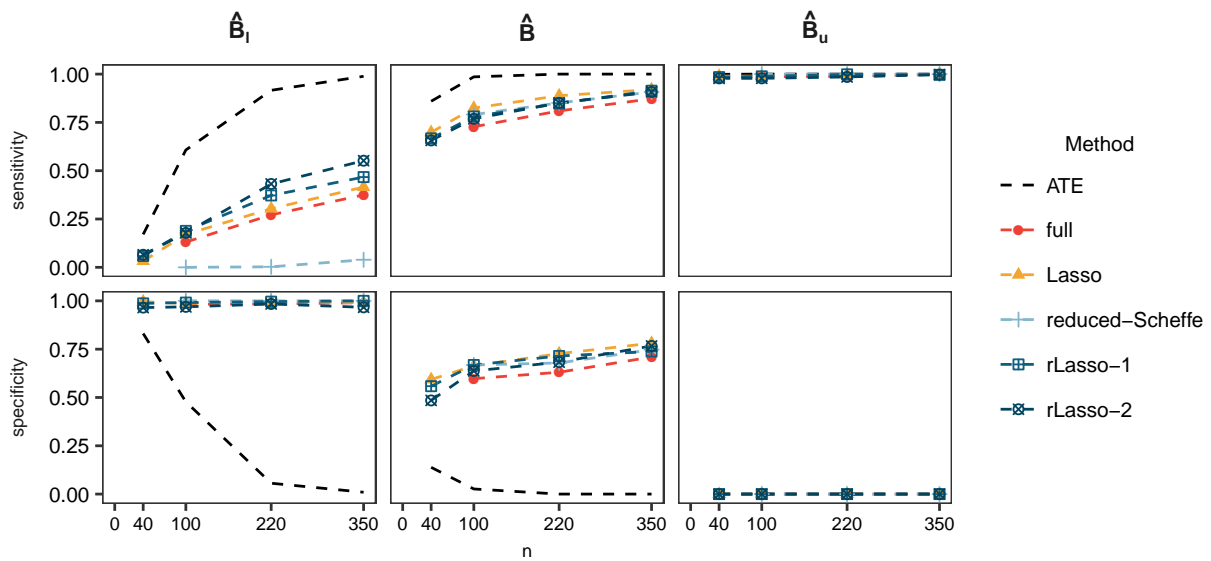 B̂l B̂ B̂u
sensitivity
1.00
0.75
0.50
0.25
0.00
specificity
1.00
0.75
0.50
0.25
0.00
0 40 100 220 350 0 40 100 220 350 0 40 100 220 350
n
Method
ATE
full
Lasso
reduced−Scheffe
rLasso−1
rLasso−2